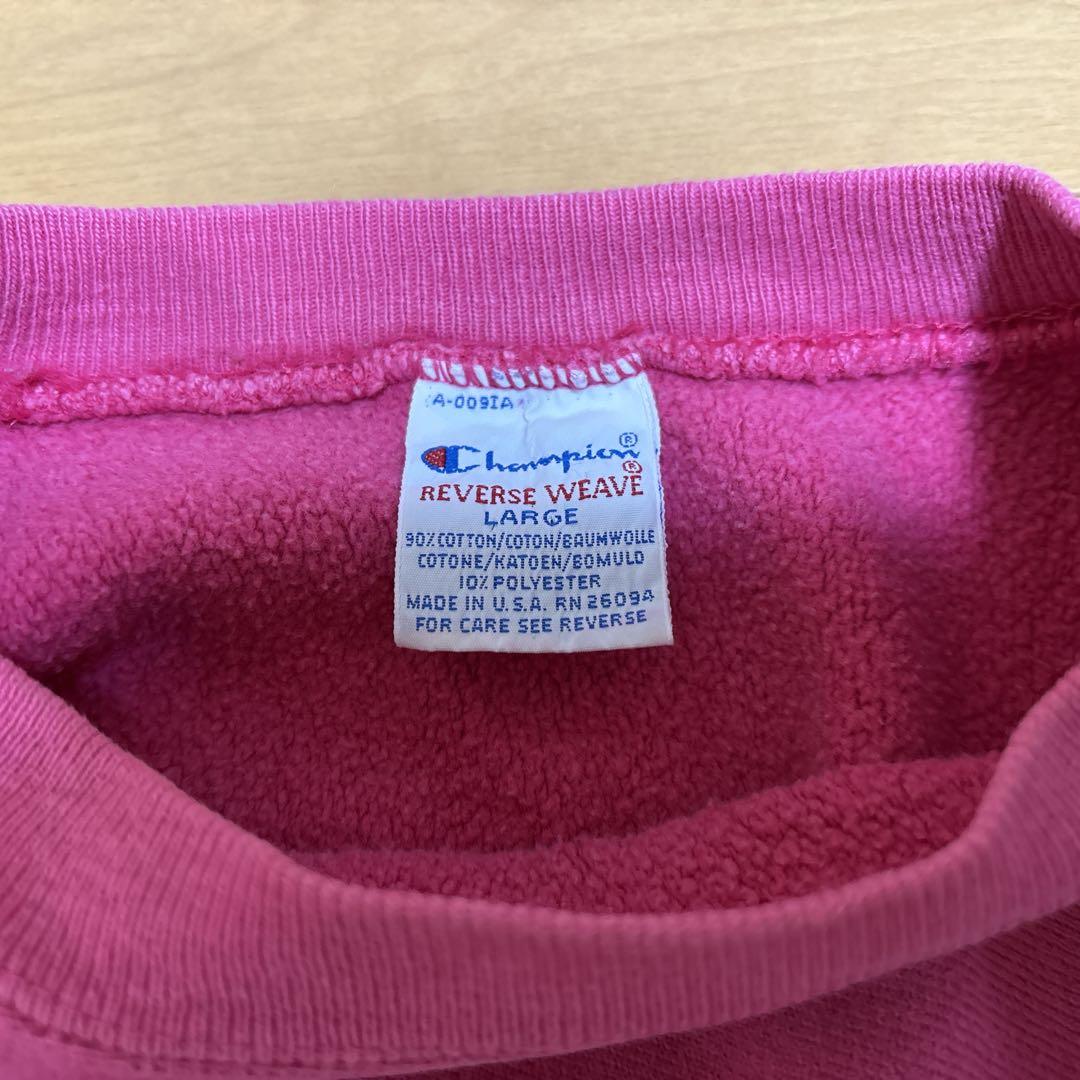 A-009IA
Champion®
REVERSE WEAVE®
LARGE
90% COTTON/COTON/BAUMWOLLE
COTONE/KATOEN/BOMULD
10% POLYESTER
MADE IN U.S.A. RN 26094
FOR CARE SEE REVERSE